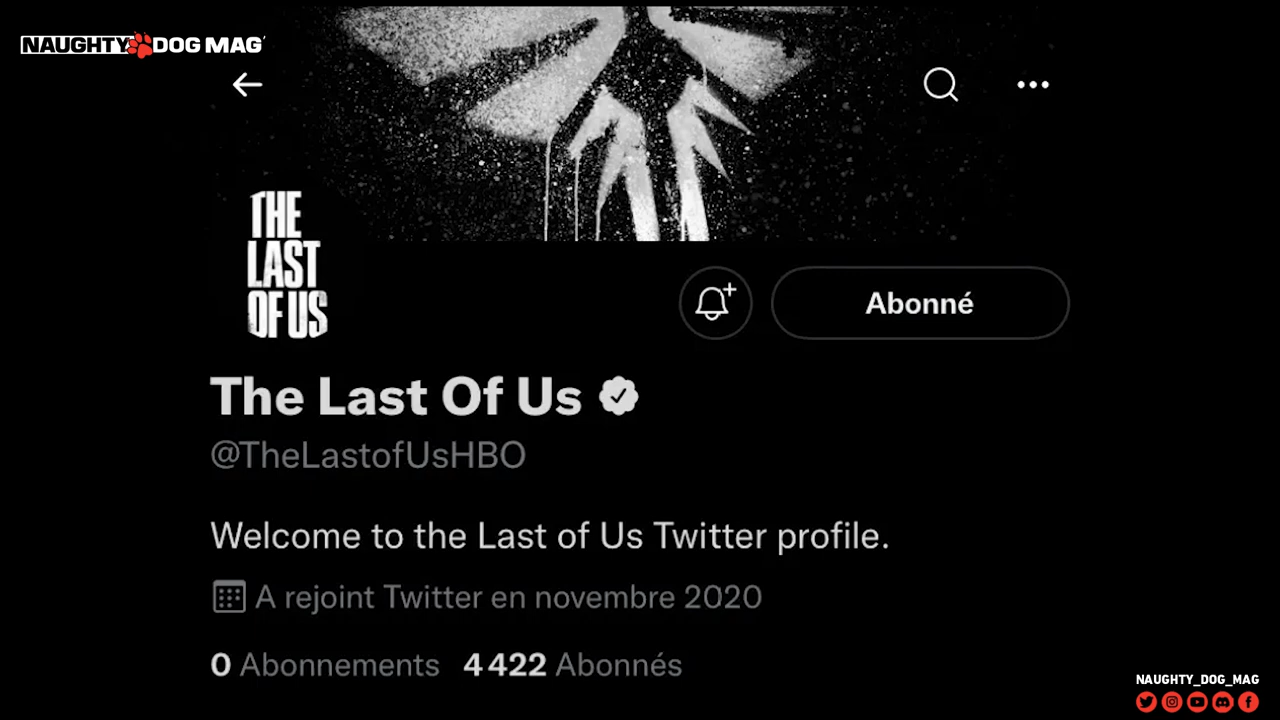 NAUGHTY DOG MAG
THE
LAST
OF US
Abonné
The Last Of Us
@TheLastofUsHBO
Welcome to the Last of Us Twitter profile.
A rejoint Twitter en novembre 2020
0 Abonnements 4 422 Abonnés
NAUGHTY_DOG_MAG